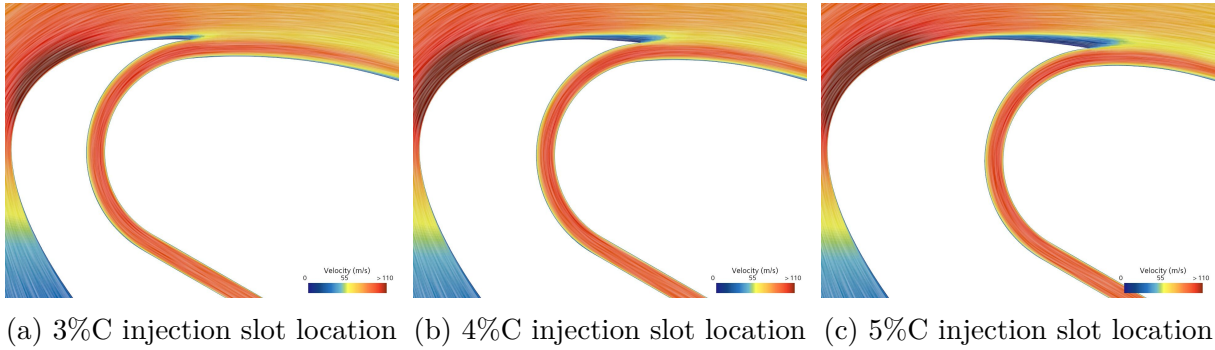 Velocity (m/s)
0 55 > 110
Velocity (m/s)
0 55 > 110
Velocity (m/s)
0 55 > 110
(a) 3%C injection slot location
(b) 4%C injection slot location
(c) 5%C injection slot location